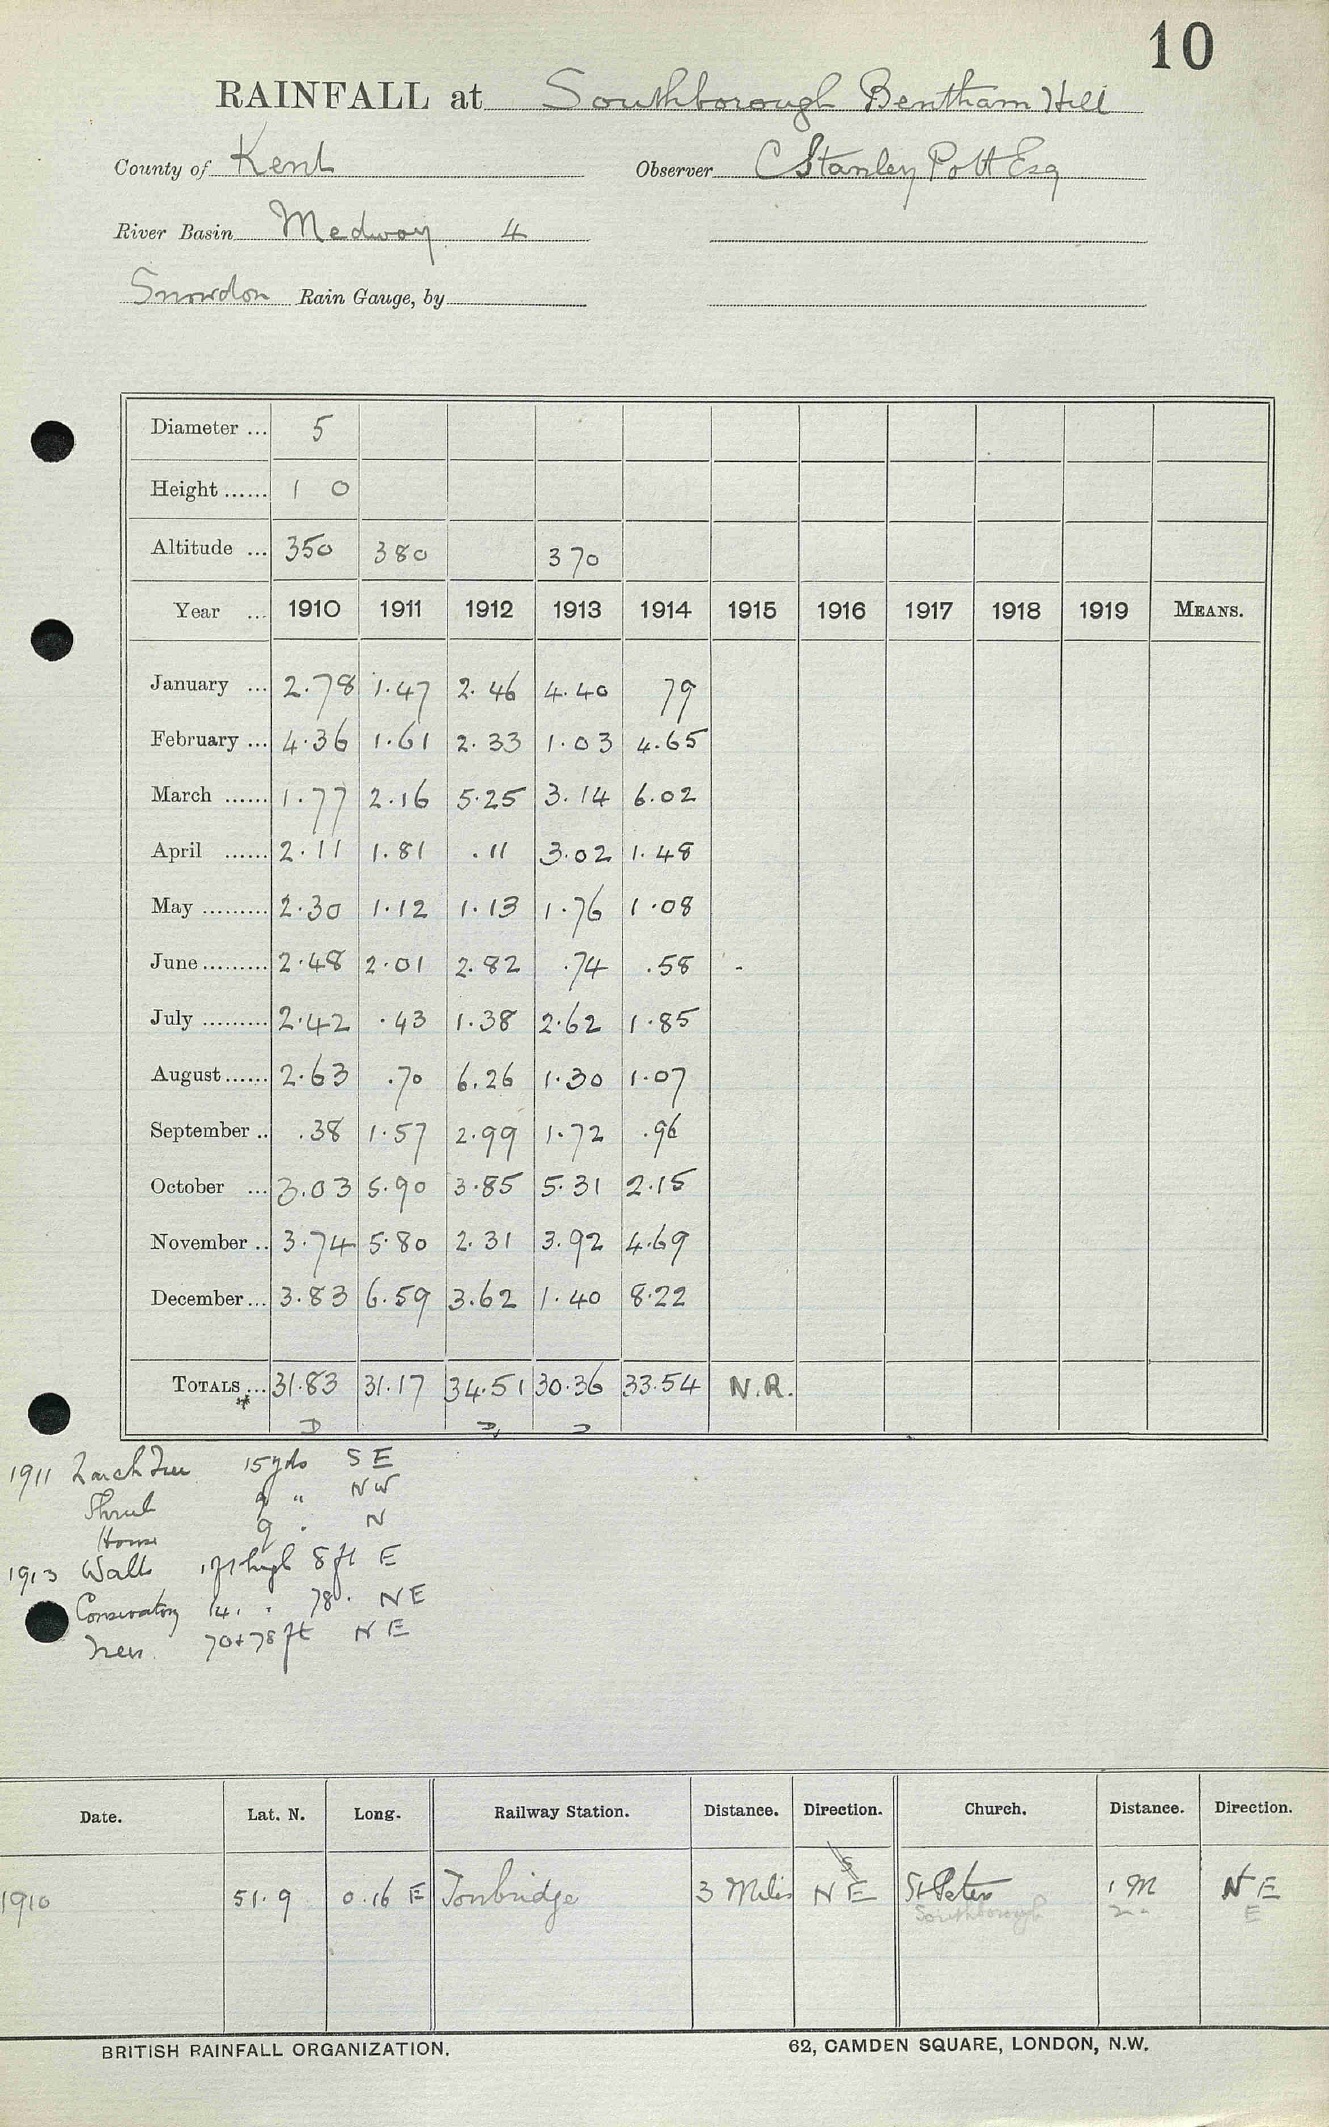 10
RAINFALL at Southborough Bentham Hill
County of Kent Observer C Stanley Pott Esq
River Basin Medway 4
Snowdon Rain Gauge, by
Diameter ... 5
Height ...... 1 0
Altitude ... 350 380 370
Year ... 1910 1911 1912 1913 1914 1915 1916 1917 1918 1919 MEANS.
January ... 2.78 1.47 2.46 4.40 79
February ... 4.36 1.61 2.33 1.03 4.65
March ...... 1.77 2.16 5.25 3.14 6.02
April ...... 2.11 1.81 .11 3.02 1.48
May ......... 2.30 1.12 1.13 1.76 1.08
June ......... 2.48 2.01 2.82 .74 .58 -
July ......... 2.42 .43 1.38 2.62 1.85
August ...... 2.63 .70 6.26 1.30 1.07
September .. .38 1.57 2.99 1.72 .96
October ... 3.03 5.90 3.85 5.31 2.15
November .. 3.74 5.80 2.31 3.92 4.69
December ... 3.83 6.59 3.62 1.40 8.22
TOTALS ... 31.83 31.17 34.51 30.36 33.54 N.R.
* D D D
1911 Larch Tree 15 yds S E
Shrub 9 " N W
House 9 " N
1913 Walls 1 ft high 8 ft E
Conservatory 14 " 78 " N E
Trees 70 + 78 ft N E
Date. Lat. N. Long. Railway Station. Distance. Direction. Church. Distance. Direction.
1910 51.9 0.16 E Tonbridge 3 Miles N E St Peters 1 M N E
S Southborough E
BRITISH RAINFALL ORGANIZATION. 62, CAMDEN SQUARE, LONDON, N.W.